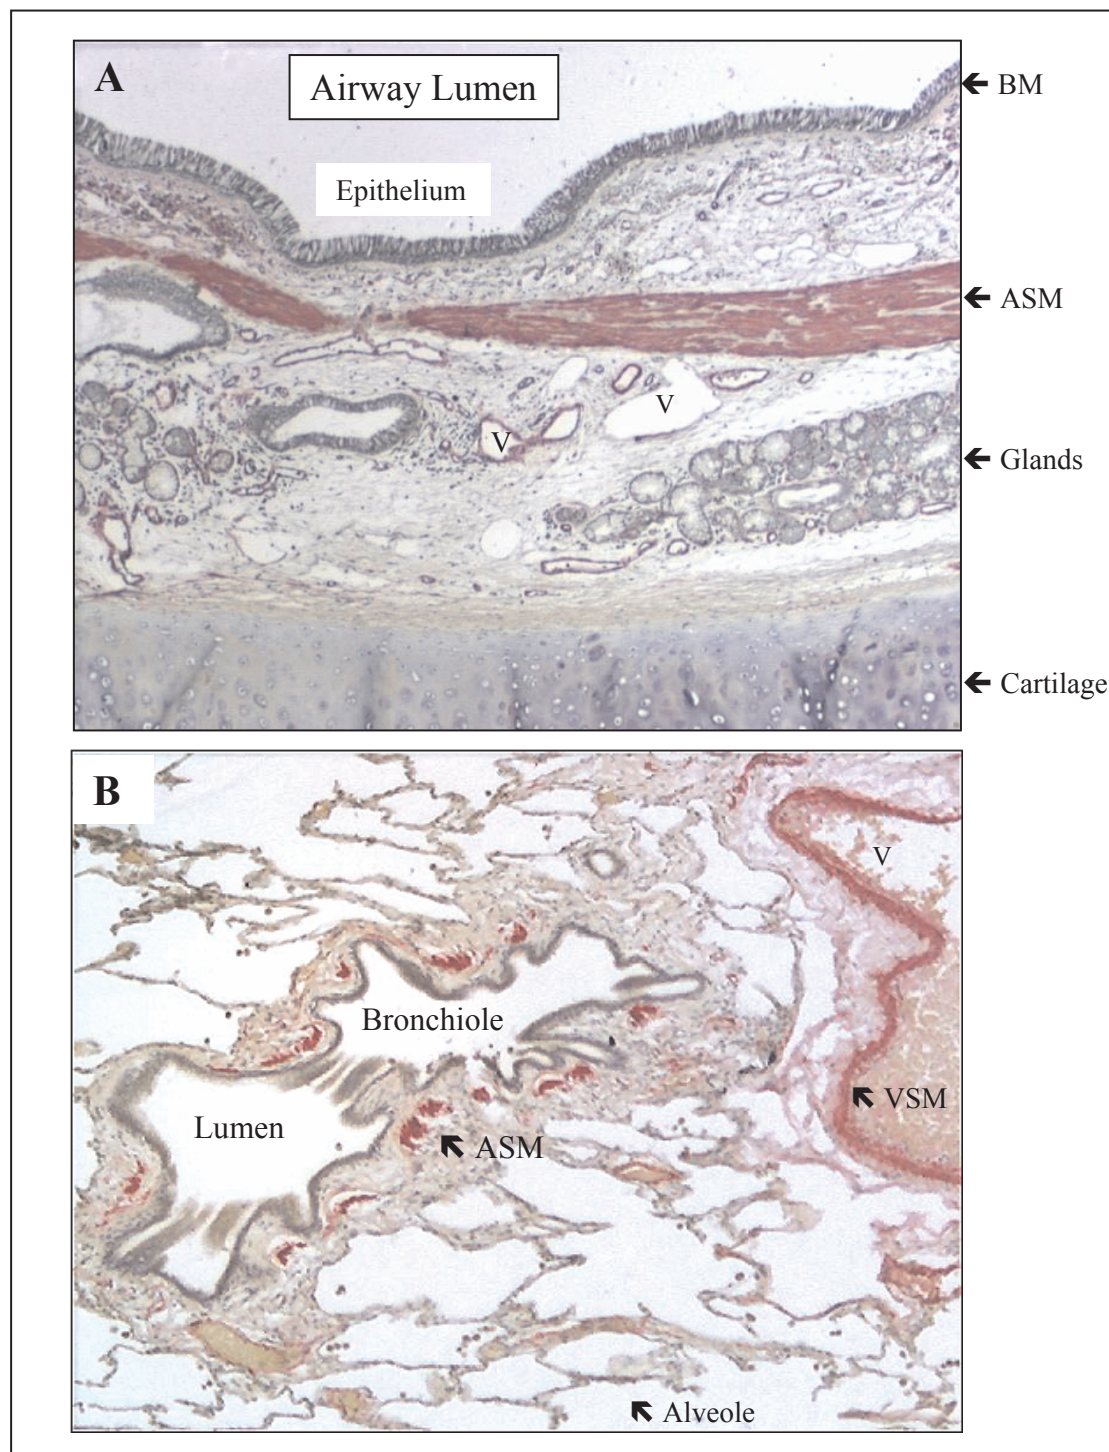 A
Airway Lumen
BM
Epithelium
ASM
V
V
Glands
Cartilage
B
V
Bronchiole
VSM
Lumen
ASM
Alveole